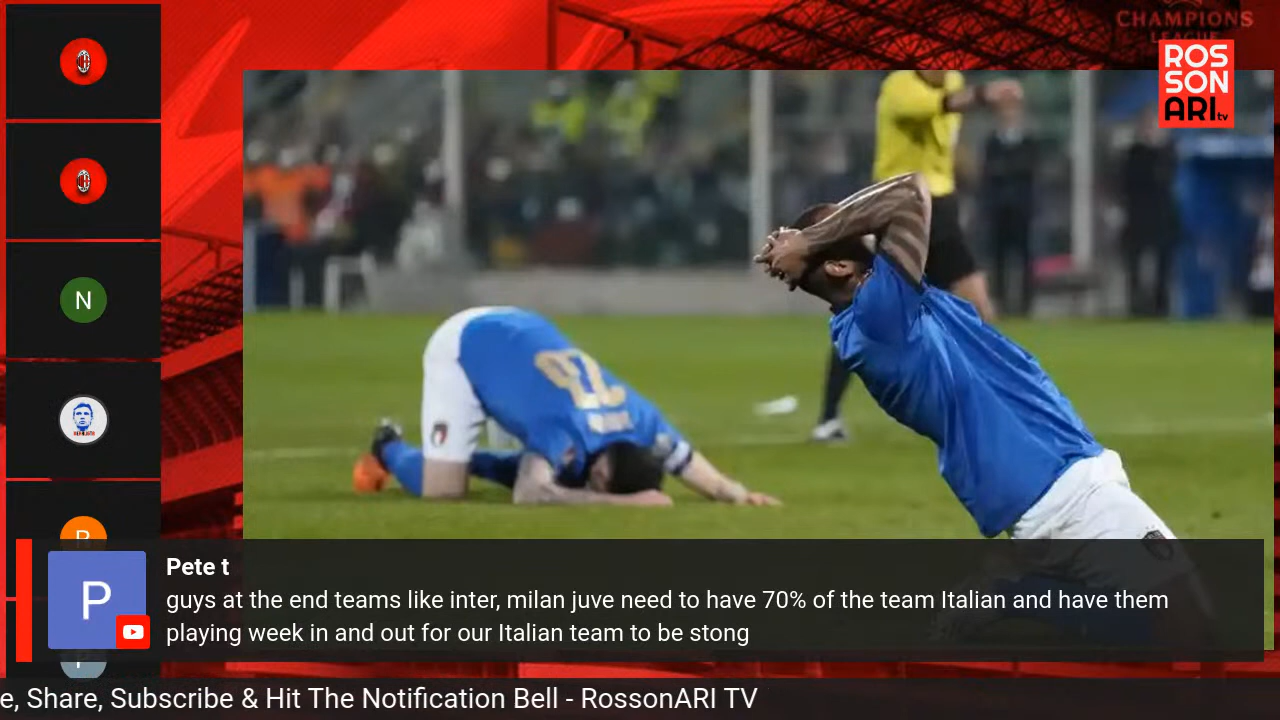 CHAMPIONS
LEAGUE
ROS
SON
ARI tv
N
P
Pete t
guys at the end teams like inter, milan juve need to have 70% of the team Italian and have them
playing week in and out for our Italian team to be stong
e, Share, Subscribe & Hit The Notification Bell - RossonARI TV